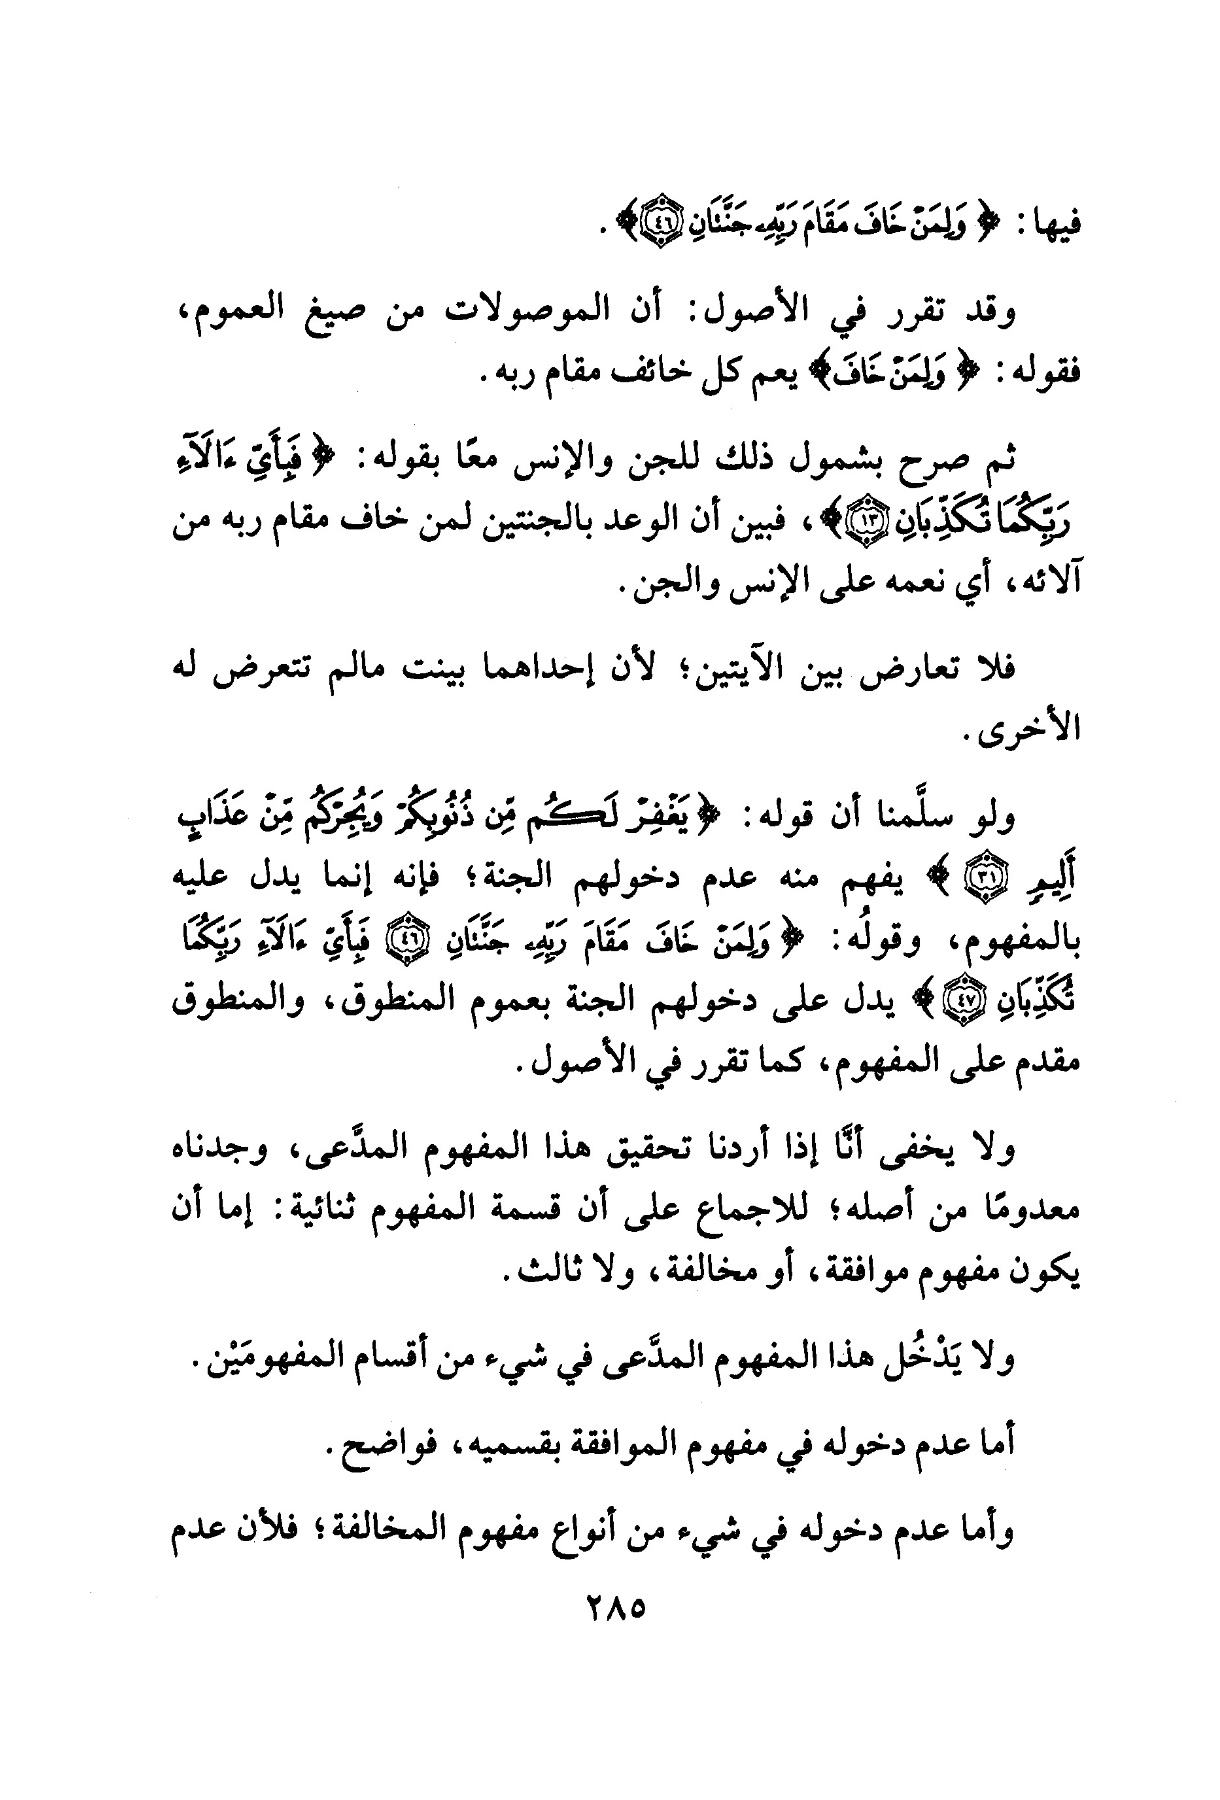 فيها: ﴿ وَلِمَنْ خَافَ مَقَامَ رَبِّهِۦ جَنَّتَانِ ٤٦﴾.
وقد تقرر في الأصول: أن الموصولات من صيغ العموم،
فقوله: ﴿ وَلِمَنْ خَافَ﴾ يعم كل خائف مقام ربه.
ثم صرح بشمول ذلك للجن والإنس معًا بقوله: ﴿ فَبِأَيِّ ءَالَآءِ
رَبِّكُمَا تُكَذِّبَانِ ١٣﴾، فبين أن الوعد بالجنتين لمن خاف مقام ربه من
آلائه، أي نعمه على الإنس والجن.
فلا تعارض بين الآيتين؛ لأن إحداهما بينت مالم تتعرض له
الأخرى.
ولو سلَّمنا أن قوله: ﴿ يَغْفِرْ لَكُم مِّن ذُنُوبِكُمْ وَيُجِرْكُم مِّنْ عَذَابٍ
أَلِيمٍ ٣١ ﴾ يفهم منه عدم دخولهم الجنة؛ فإنه إنما يدل عليه
بالمفهوم، وقولُه: ﴿ وَلِمَنْ خَافَ مَقَامَ رَبِّهِۦ جَنَّتَانِ ٤٦ فَبِأَيِّ ءَالَآءِ رَبِّكُمَا
تُكَذِّبَانِ ٤٧ ﴾ يدل على دخولهم الجنة بعموم المنطوق، والمنطوق
مقدم على المفهوم، كما تقرر في الأصول.
ولا يخفى أنَّا إذا أردنا تحقيق هذا المفهوم المدَّعى، وجدناه
معدومًا من أصله؛ للاجماع على أن قسمة المفهوم ثنائية: إما أن
يكون مفهوم موافقة، أو مخالفة، ولا ثالث.
ولا يَدْخُل هذا المفهوم المدَّعى في شيء من أقسام المفهومَيْن.
أما عدم دخوله في مفهوم الموافقة بقسميه، فواضح.
وأما عدم دخوله في شيء من أنواع مفهوم المخالفة؛ فلأن عدم
٢٨٥